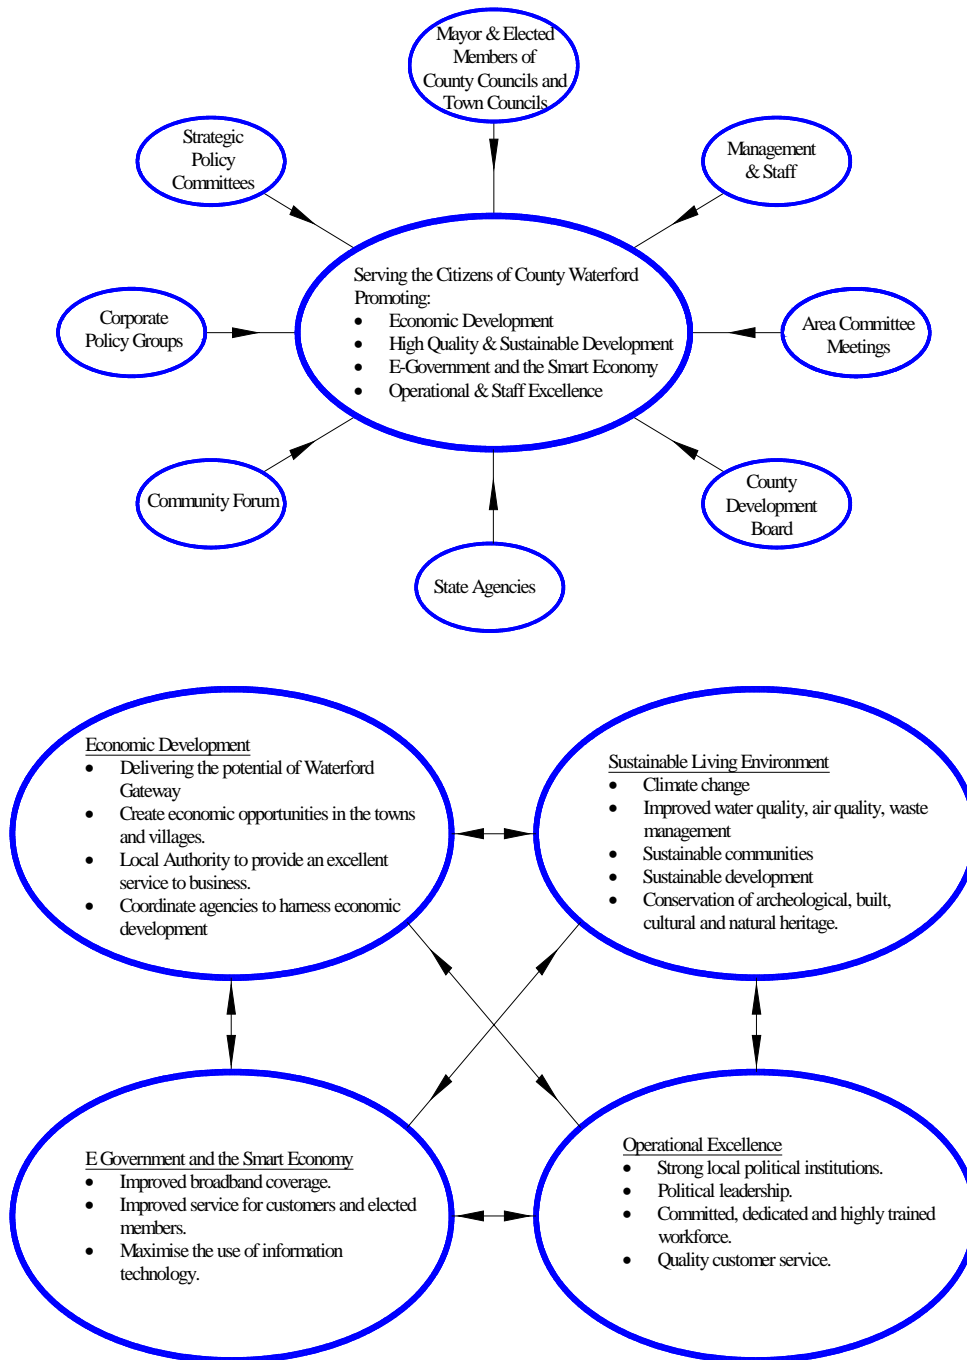 Mayor & Elected
Members of
County Councils and
Town Councils
Strategic
Policy
Committees
Management
& Staff
Serving the Citizens of County Waterford
Promoting:
• Economic Development
• High Quality & Sustainable Development
• E-Government and the Smart Economy
• Operational & Staff Excellence
Corporate
Policy Groups
Area Committee
Meetings
Community Forum
County
Development
Board
State Agencies
Economic Development
• Delivering the potential of Waterford
Gateway
• Create economic opportunities in the towns
and villages.
• Local Authority to provide an excellent
service to business.
• Coordinate agencies to harness economic
development
Sustainable Living Environment
• Climate change
• Improved water quality, air quality, waste
management
• Sustainable communities
• Sustainable development
• Conservation of archeological, built,
cultural and natural heritage.
E Government and the Smart Economy
• Improved broadband coverage.
• Improved service for customers and elected
members.
• Maximise the use of information
technology.
Operational Excellence
• Strong local political institutions.
• Political leadership.
• Committed, dedicated and highly trained
workforce.
• Quality customer service.